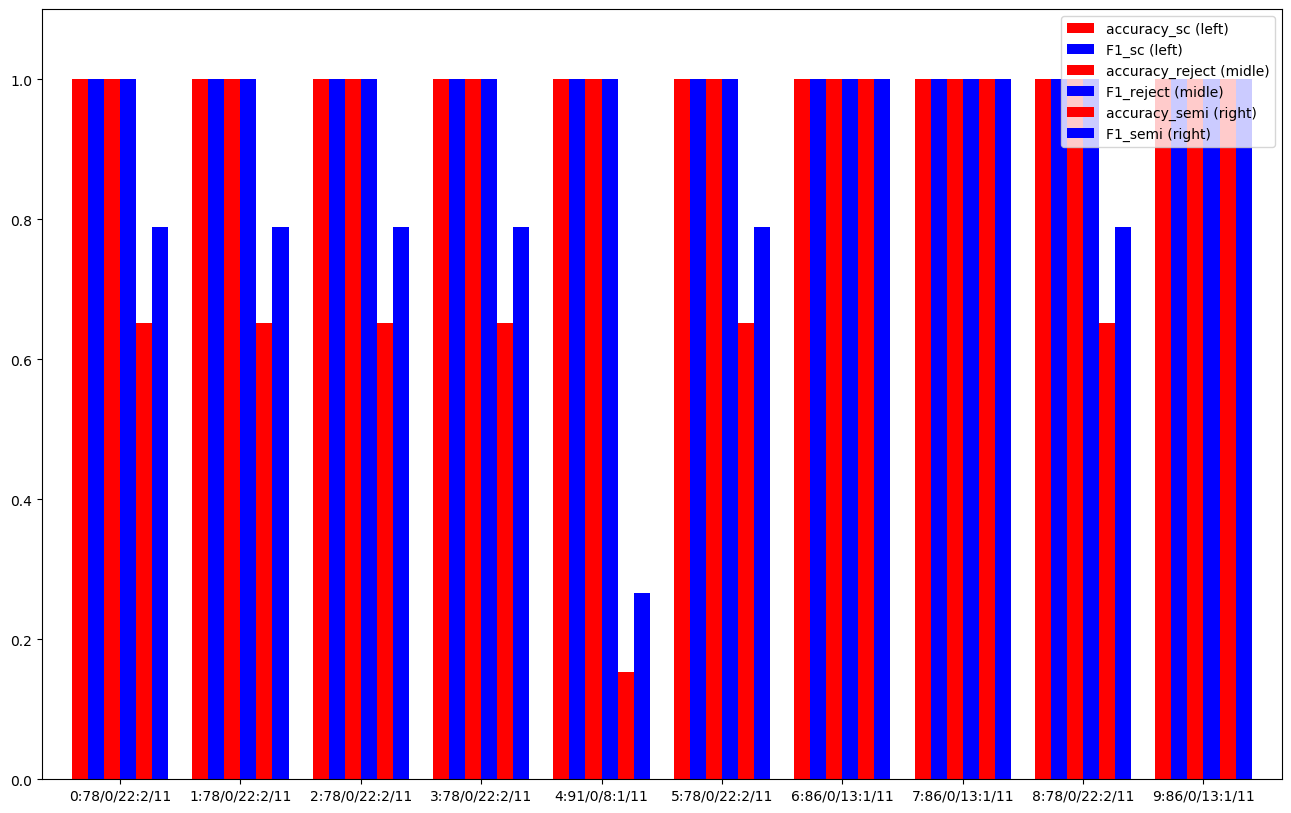 accuracy_sc (left)
F1_sc (left)
accuracy_reject (midle)
F1_reject (midle)
accuracy_semi (right)
F1_semi (right)
1.0
0.8
0.6
0.4
0.2
0.0
0:78/0/22:2/11 1:78/0/22:2/11 2:78/0/22:2/11 3:78/0/22:2/11 4:91/0/8:1/11 5:78/0/22:2/11 6:86/0/13:1/11 7:86/0/13:1/11 8:78/0/22:2/11 9:86/0/13:1/11